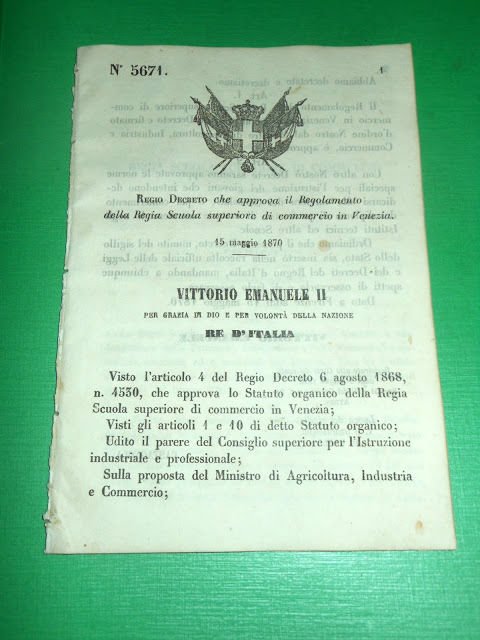 N° 5671.
1
REGIO DECRETO che approva il Regolamento
della Regia Scuola superiore di commercio in Venezia.
15 maggio 1870
VITTORIO EMANUELE II
PER GRAZIA DI DIO E PER VOLONTÀ DELLA NAZIONE
RE D'ITALIA
Visto l'articolo 4 del Regio Decreto 6 agosto 1868,
n. 4530, che approva lo Statuto organico della Regia
Scuola superiore di commercio in Venezia;
Visti gli articoli 1 e 10 di detto Statuto organico;
Udito il parere del Consiglio superiore per l'Istruzione
industriale e professionale;
Sulla proposta del Ministro di Agricoltura, Industria
e Commercio;